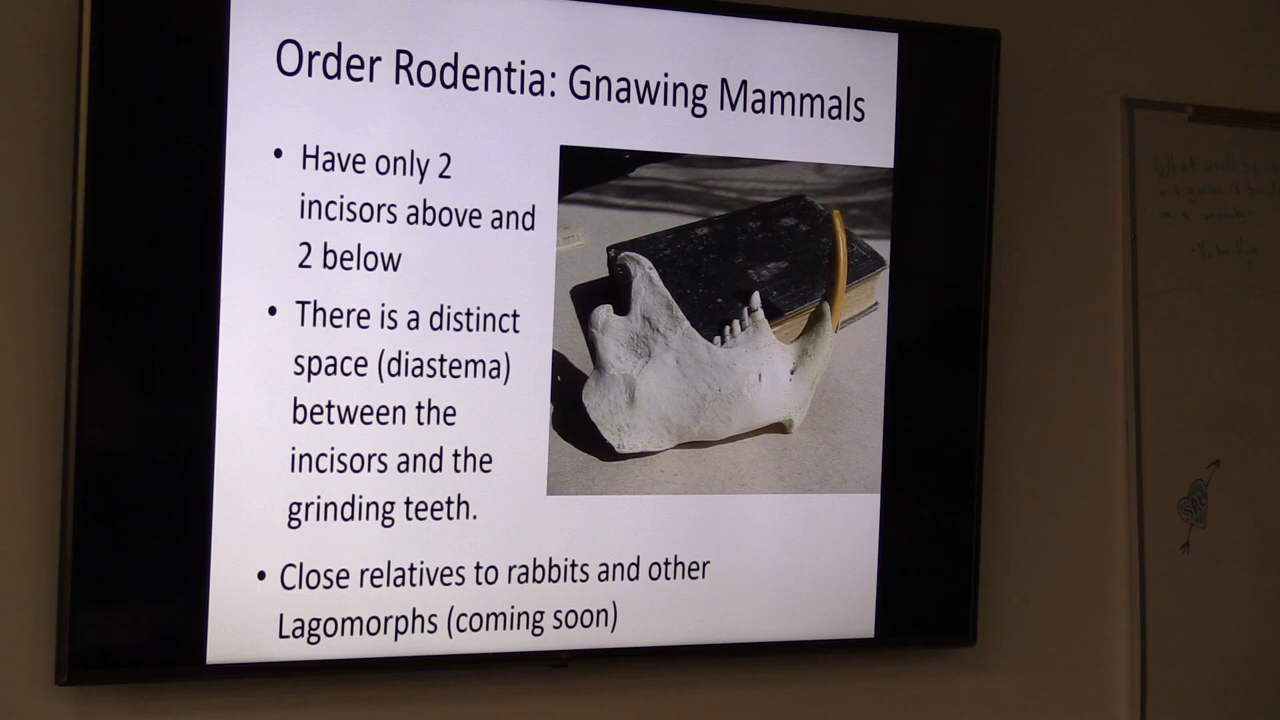 Order Rodentia: Gnawing Mammals
• Have only 2
incisors above and
2 below
• There is a distinct
space (diastema)
between the
incisors and the
grinding teeth.
• Close relatives to rabbits and other
Lagomorphs (coming soon)
What